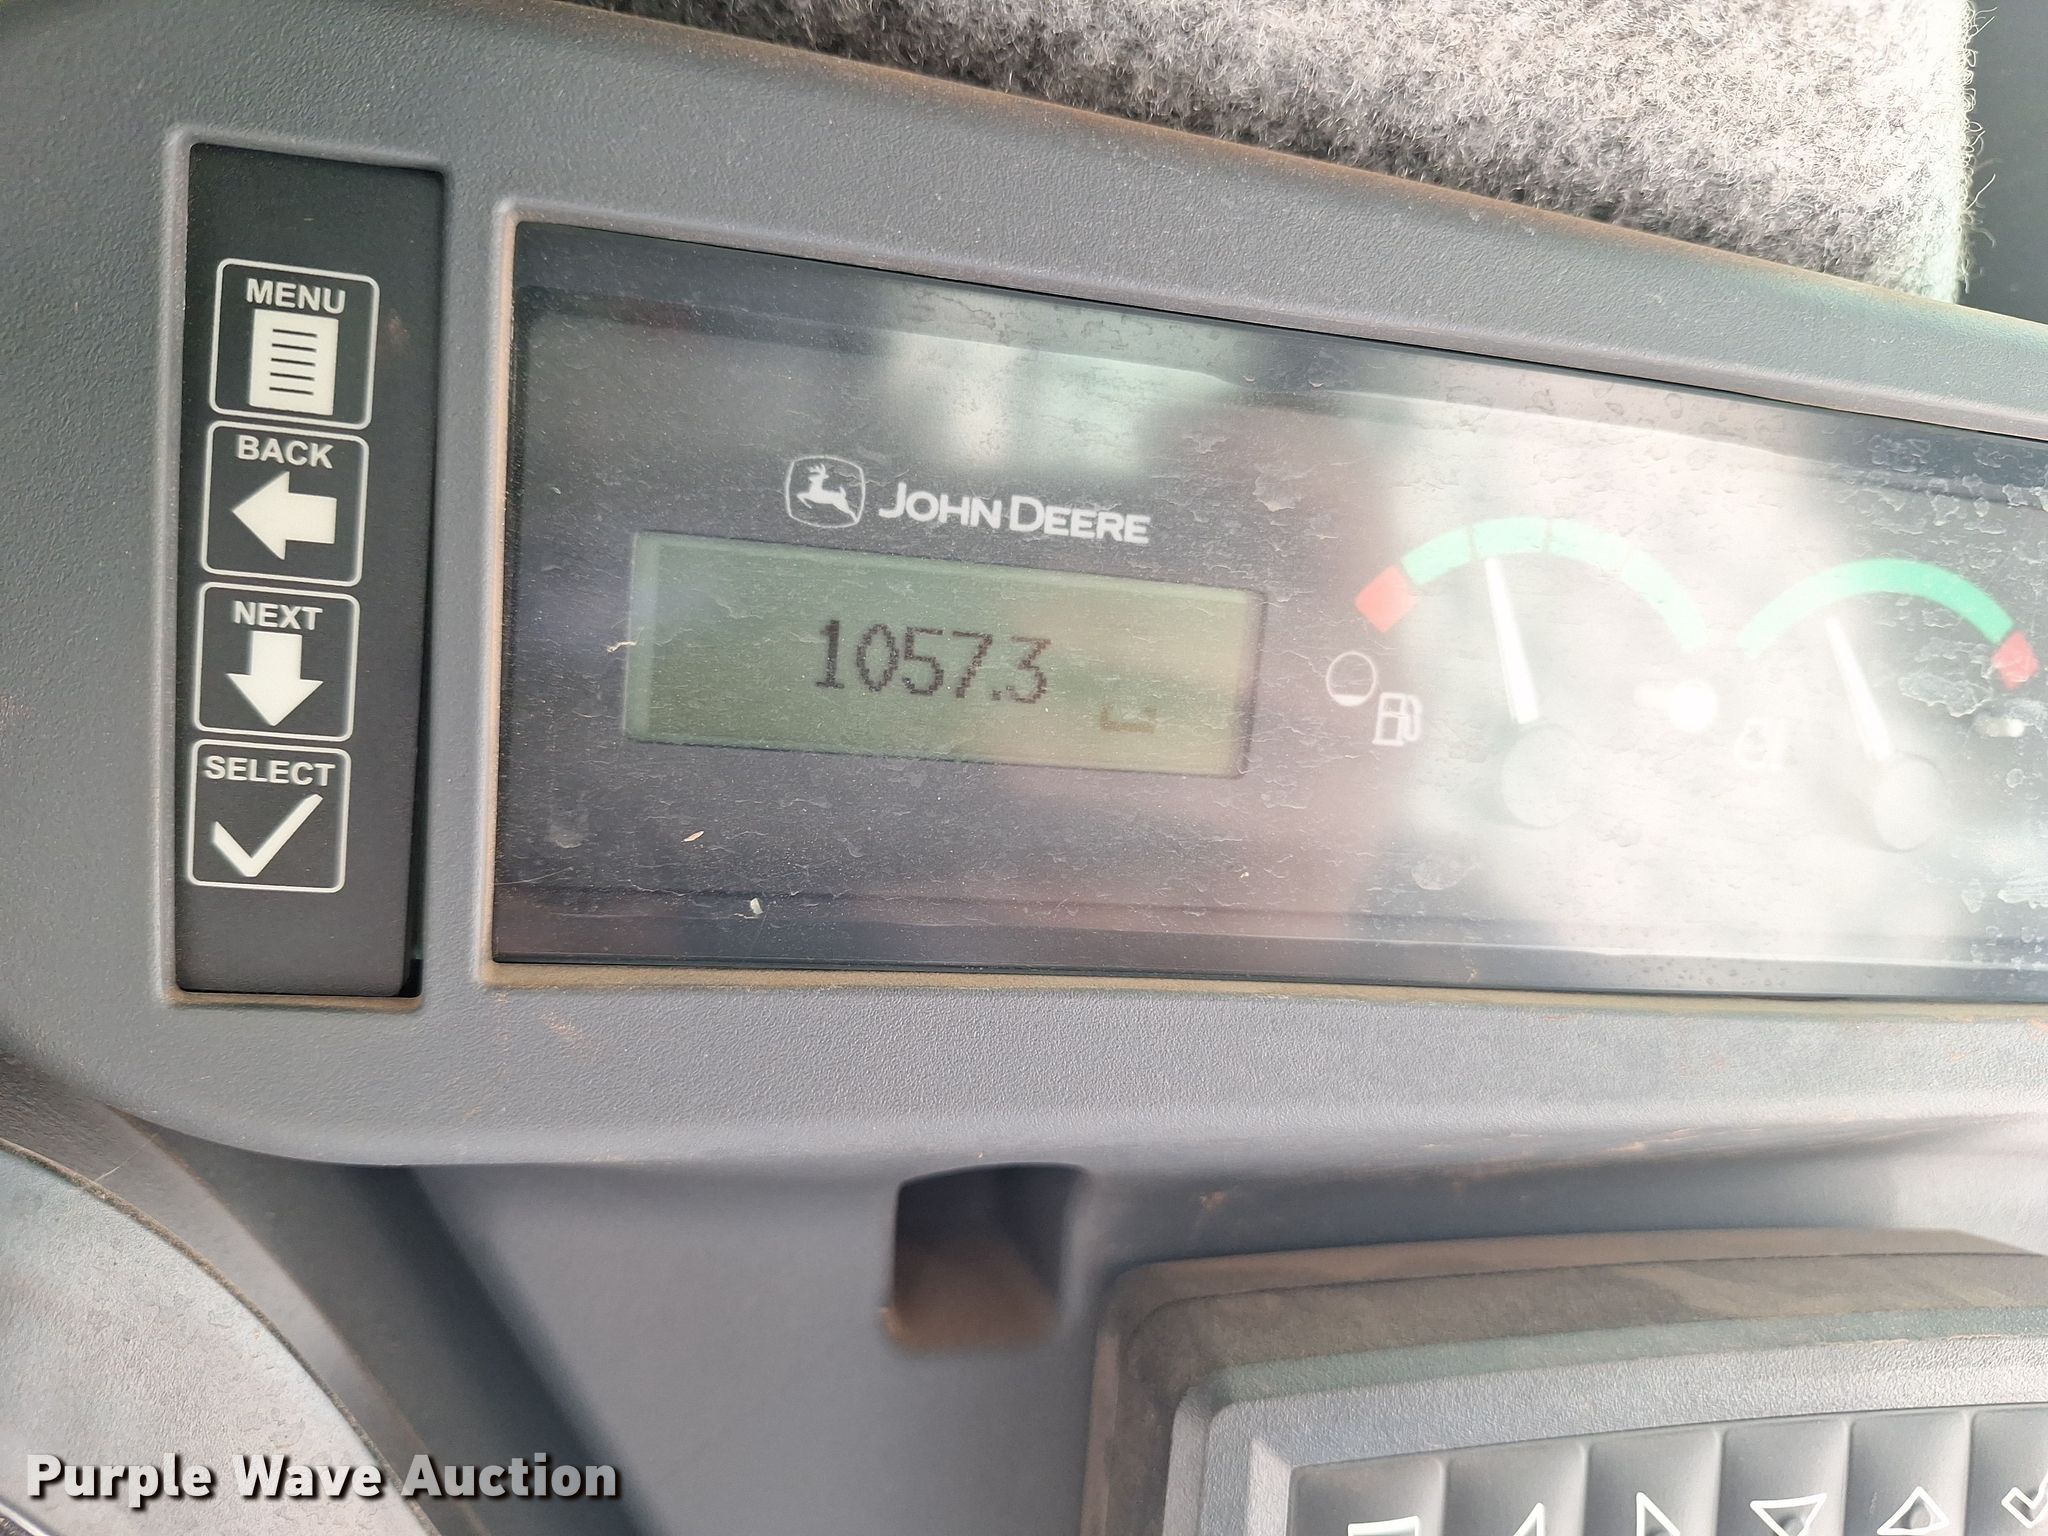 MENU
BACK
NEXT
SELECT
JOHN DEERE
1057.3
Purple Wave Auction